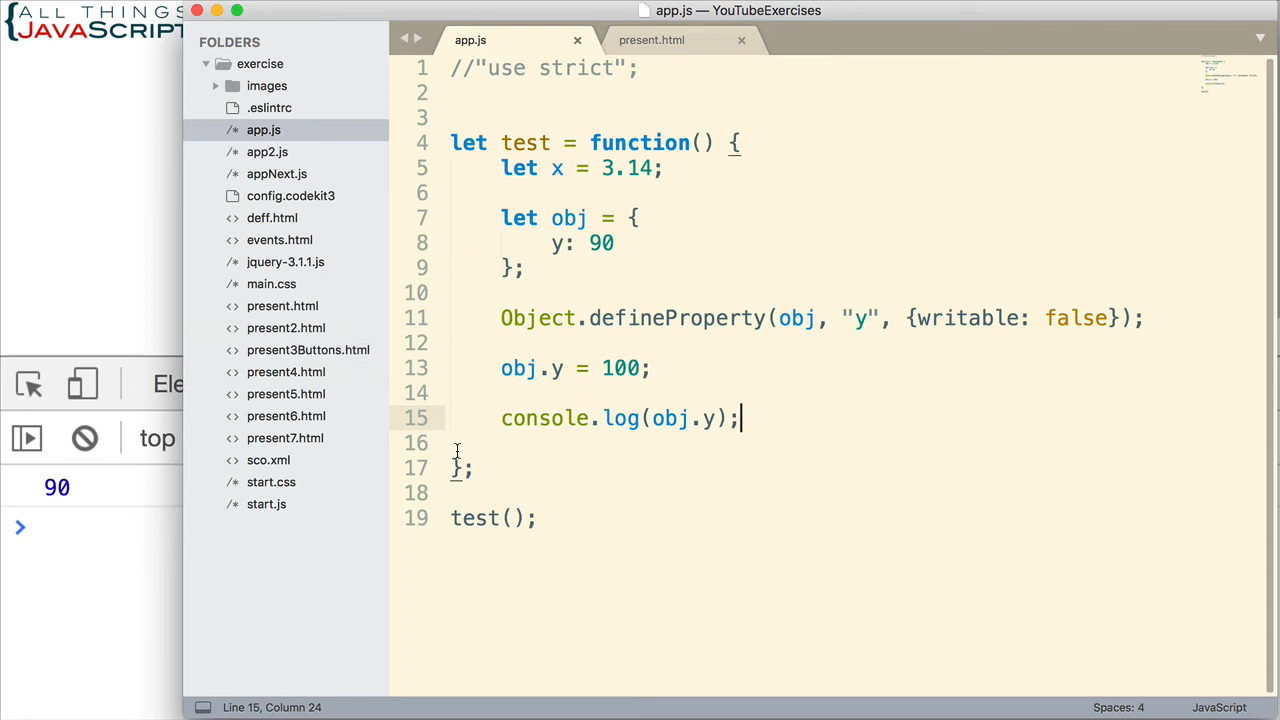 {ALL THINGS
JAVASCRIPT
app.js — YouTubeExercises
FOLDERS
exercise
images
.eslintrc
app.js
app2.js
appNext.js
config.codekit3
deff.html
events.html
jquery-3.1.1.js
main.css
present.html
present2.html
present3Buttons.html
present4.html
present5.html
present6.html
present7.html
sco.xml
start.css
start.js
app.js
present.html
1 //"use strict";
2
3
4 let test = function() {
5 let x = 3.14;
6
7 let obj = {
8 y: 90
9 };
10
11 Object.defineProperty(obj, "y", {writable: false});
12
13 obj.y = 100;
14
15 console.log(obj.y);
16
17 };
18
19 test();
Ele
top
90
Line 15, Column 24
Spaces: 4
JavaScript